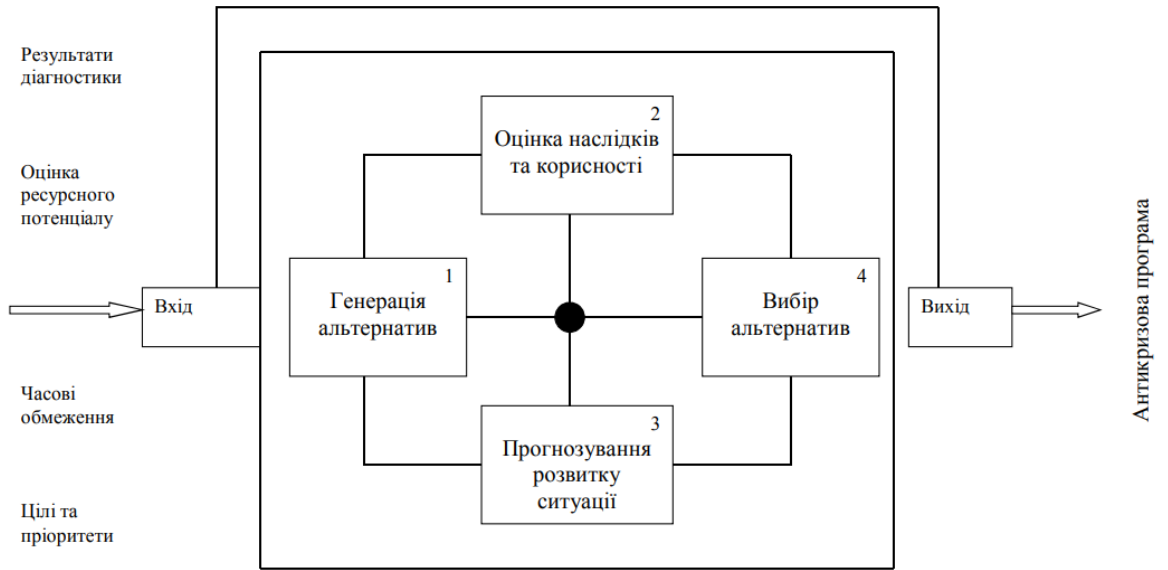 Результати
діагностики
Оцінка
ресурсного
потенціалу
Вхід
Часові
обмеження
Цілі та
пріоритети
2
Оцінка наслідків
та корисності
1
Генерація
альтернатив
4
Вибір
альтернатив
3
Прогнозування
розвитку
ситуації
Вихід
Антикризова програма